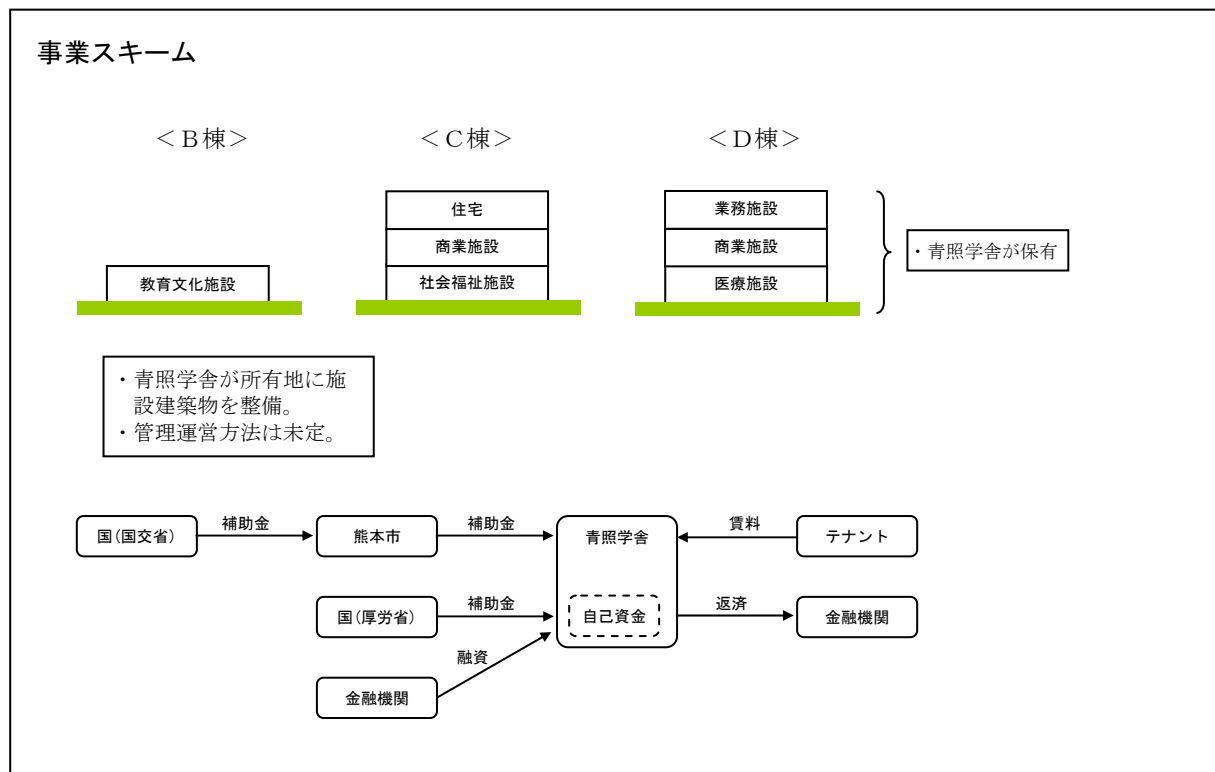 事業スキーム
＜Ｂ棟＞
＜Ｃ棟＞
＜Ｄ棟＞
教育文化施設
住宅
商業施設
社会福祉施設
業務施設
商業施設
医療施設
・青照学舎が保有
・青照学舎が所有地に施
設建築物を整備。
・管理運営方法は未定。
国(国交省)
補助金
熊本市
補助金
青照学舎
賃料
テナント
国(厚労省)
補助金
自己資金
返済
金融機関
融資
金融機関